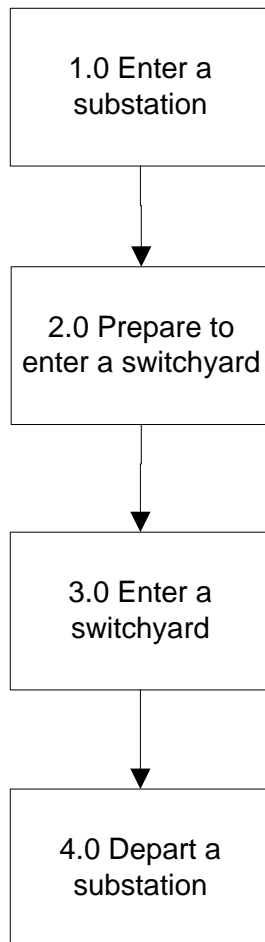 1.0 Enter a
substation
2.0 Prepare to
enter a switchyard
3.0 Enter a
switchyard
4.0 Depart a
substation